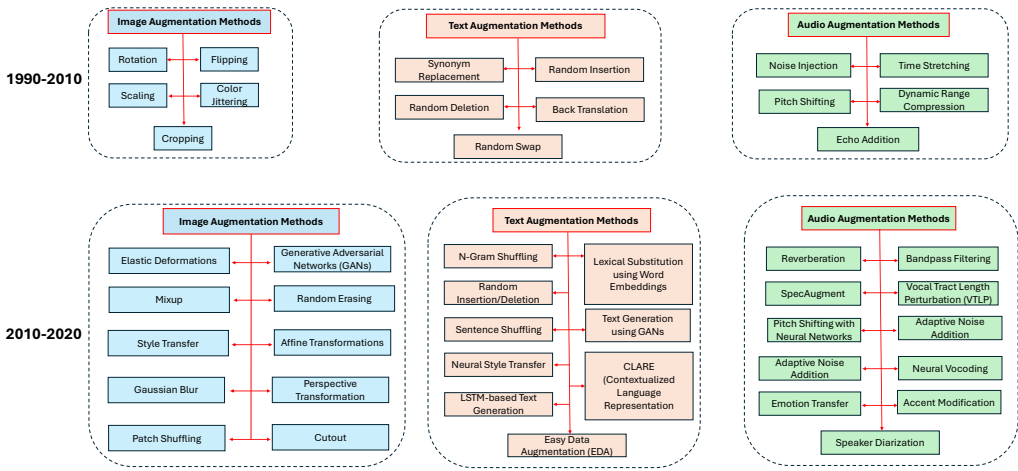 1990-2010
Image Augmentation Methods
Rotation
Flipping
Scaling
Color
Jittering
Cropping
Text Augmentation Methods
Synonym
Replacement
Random Insertion
Random Deletion
Back Translation
Random Swap
Audio Augmentation Methods
Noise Injection
Time Stretching
Pitch Shifting
Dynamic Range
Compression
Echo Addition
2010-2020
Image Augmentation Methods
Elastic Deformations
Generative Adversarial
Networks (GANs)
Mixup
Random Erasing
Style Transfer
Affine Transformations
Gaussian Blur
Perspective
Transformation
Patch Shuffling
Cutout
Text Augmentation Methods
N-Gram Shuffling
Lexical Substitution
using Word
Embeddings
Random
Insertion/Deletion
Sentence Shuffling
Text Generation
using GANs
Neural Style Transfer
CLARE
(Contextualized
Language
Representation)
LSTM-based Text
Generation
Easy Data
Augmentation (EDA)
Audio Augmentation Methods
Reverberation
Bandpass Filtering
SpecAugment
Vocal Tract Length
Perturbation (VTLP)
Pitch Shifting with
Neural Networks
Adaptive Noise
Addition
Adaptive Noise
Addition
Neural Vocoding
Emotion Transfer
Accent Modification
Speaker Diarization